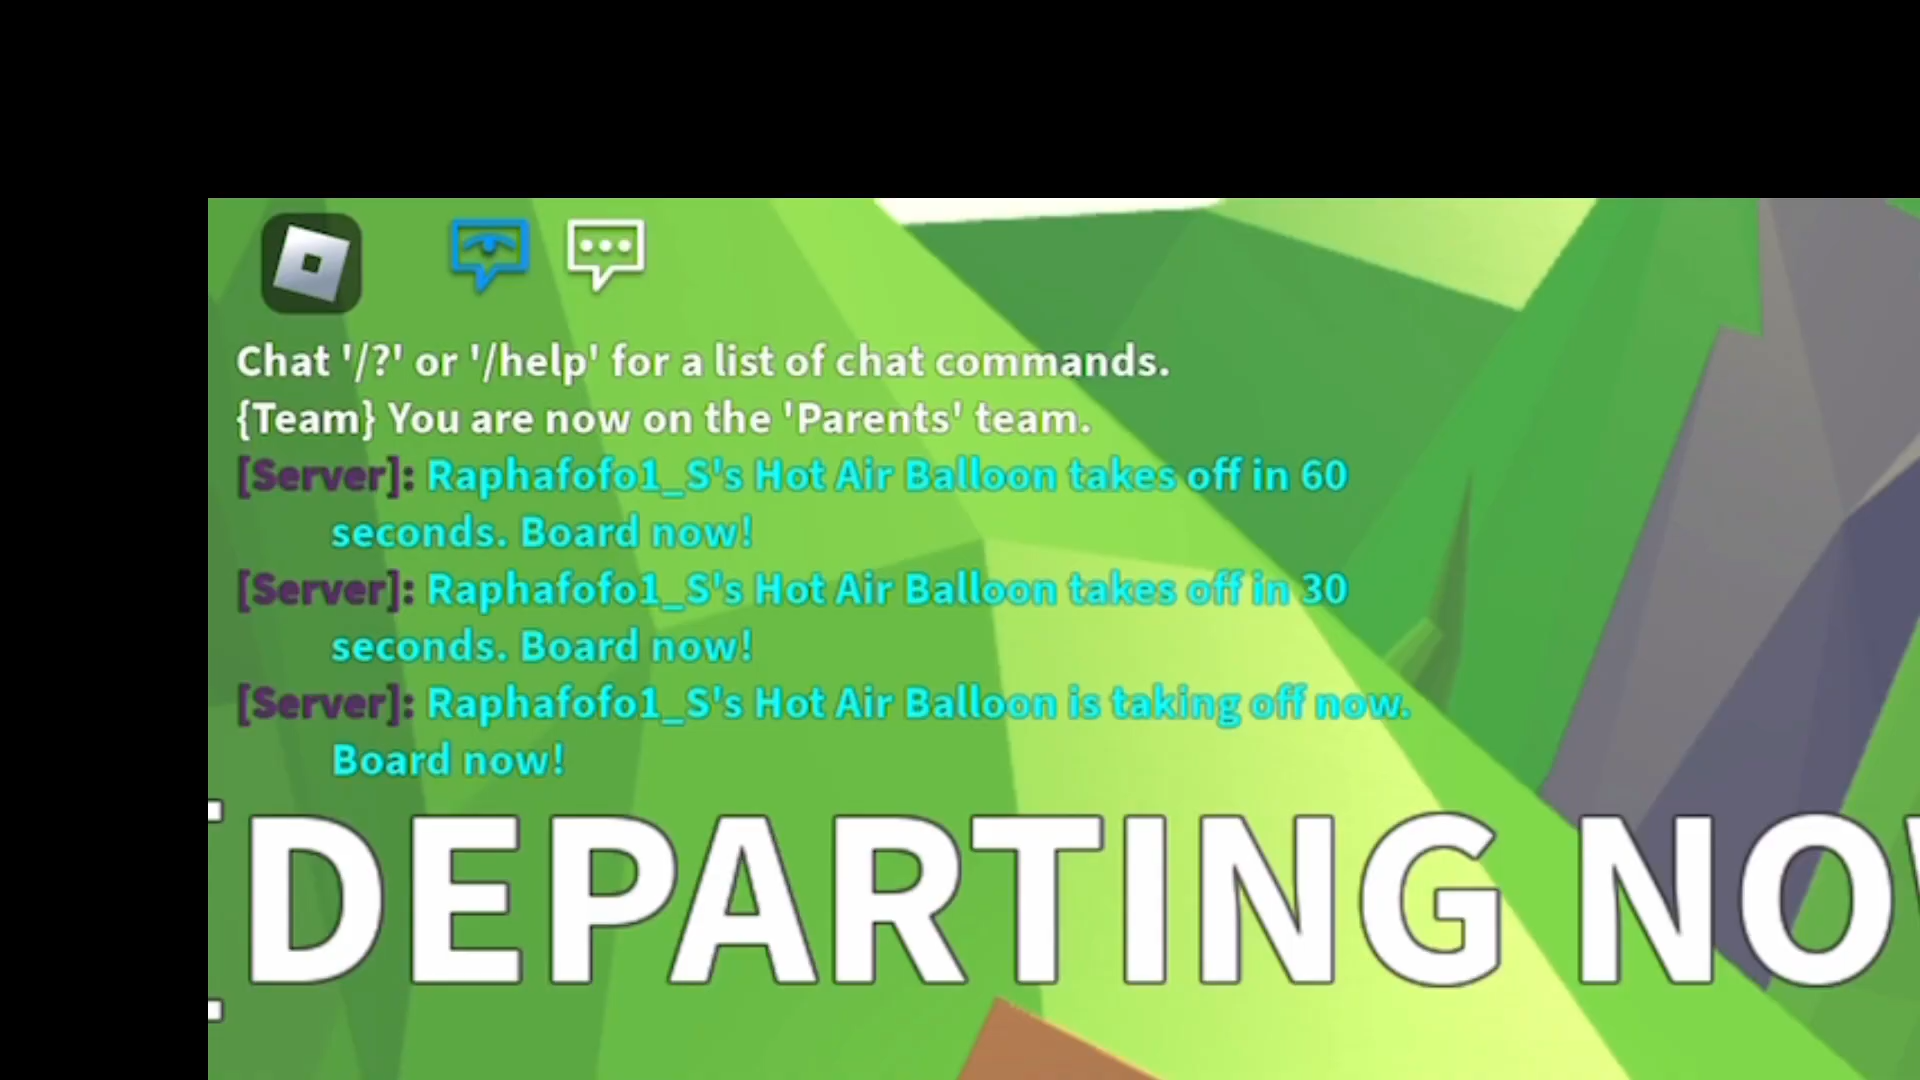 Chat '/?' or '/help' for a list of chat commands.
{Team} You are now on the 'Parents' team.
[Server]: Raphafofo1_S's Hot Air Balloon takes off in 60
seconds. Board now!
[Server]: Raphafofo1_S's Hot Air Balloon takes off in 30
seconds. Board now!
[Server]: Raphafofo1_S's Hot Air Balloon is taking off now.
Board now!
[DEPARTING NO